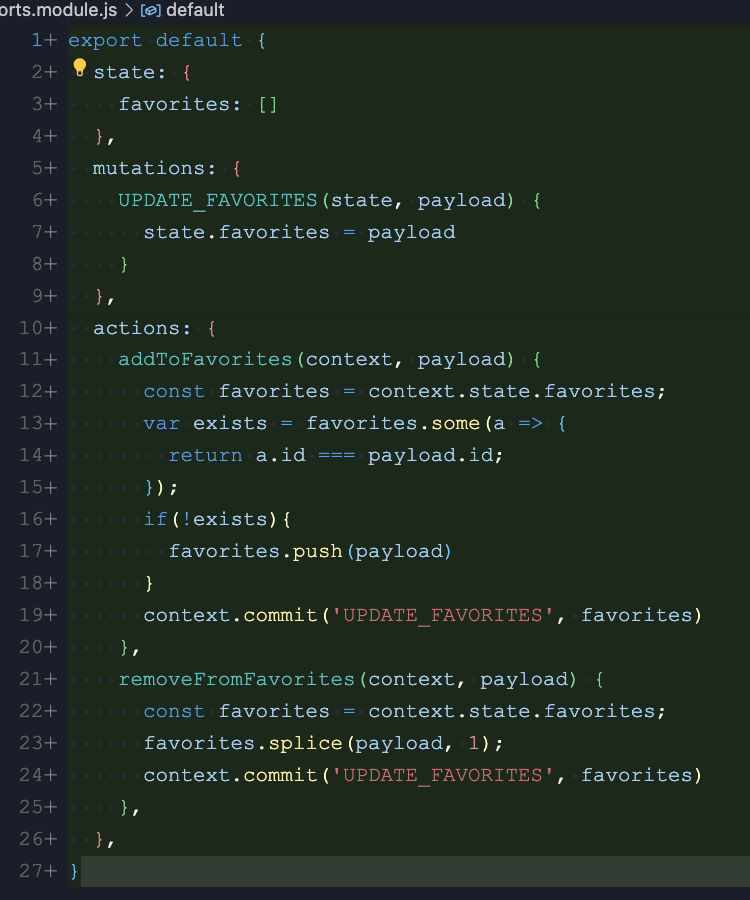 orts.module.js > default
1+ export default {
2+ state: {
3+ favorites: []
4+ },
5+ mutations: {
6+ UPDATE_FAVORITES(state, payload) {
7+ state.favorites = payload
8+ }
9+ },
10+ actions: {
11+ addToFavorites(context, payload) {
12+ const favorites = context.state.favorites;
13+ var exists = favorites.some(a => {
14+ return a.id === payload.id;
15+ });
16+ if(!exists){
17+ favorites.push(payload)
18+ }
19+ context.commit('UPDATE_FAVORITES', favorites)
20+ },
21+ removeFromFavorites(context, payload) {
22+ const favorites = context.state.favorites;
23+ favorites.splice(payload, 1);
24+ context.commit('UPDATE_FAVORITES', favorites)
25+ },
26+ },
27+ }